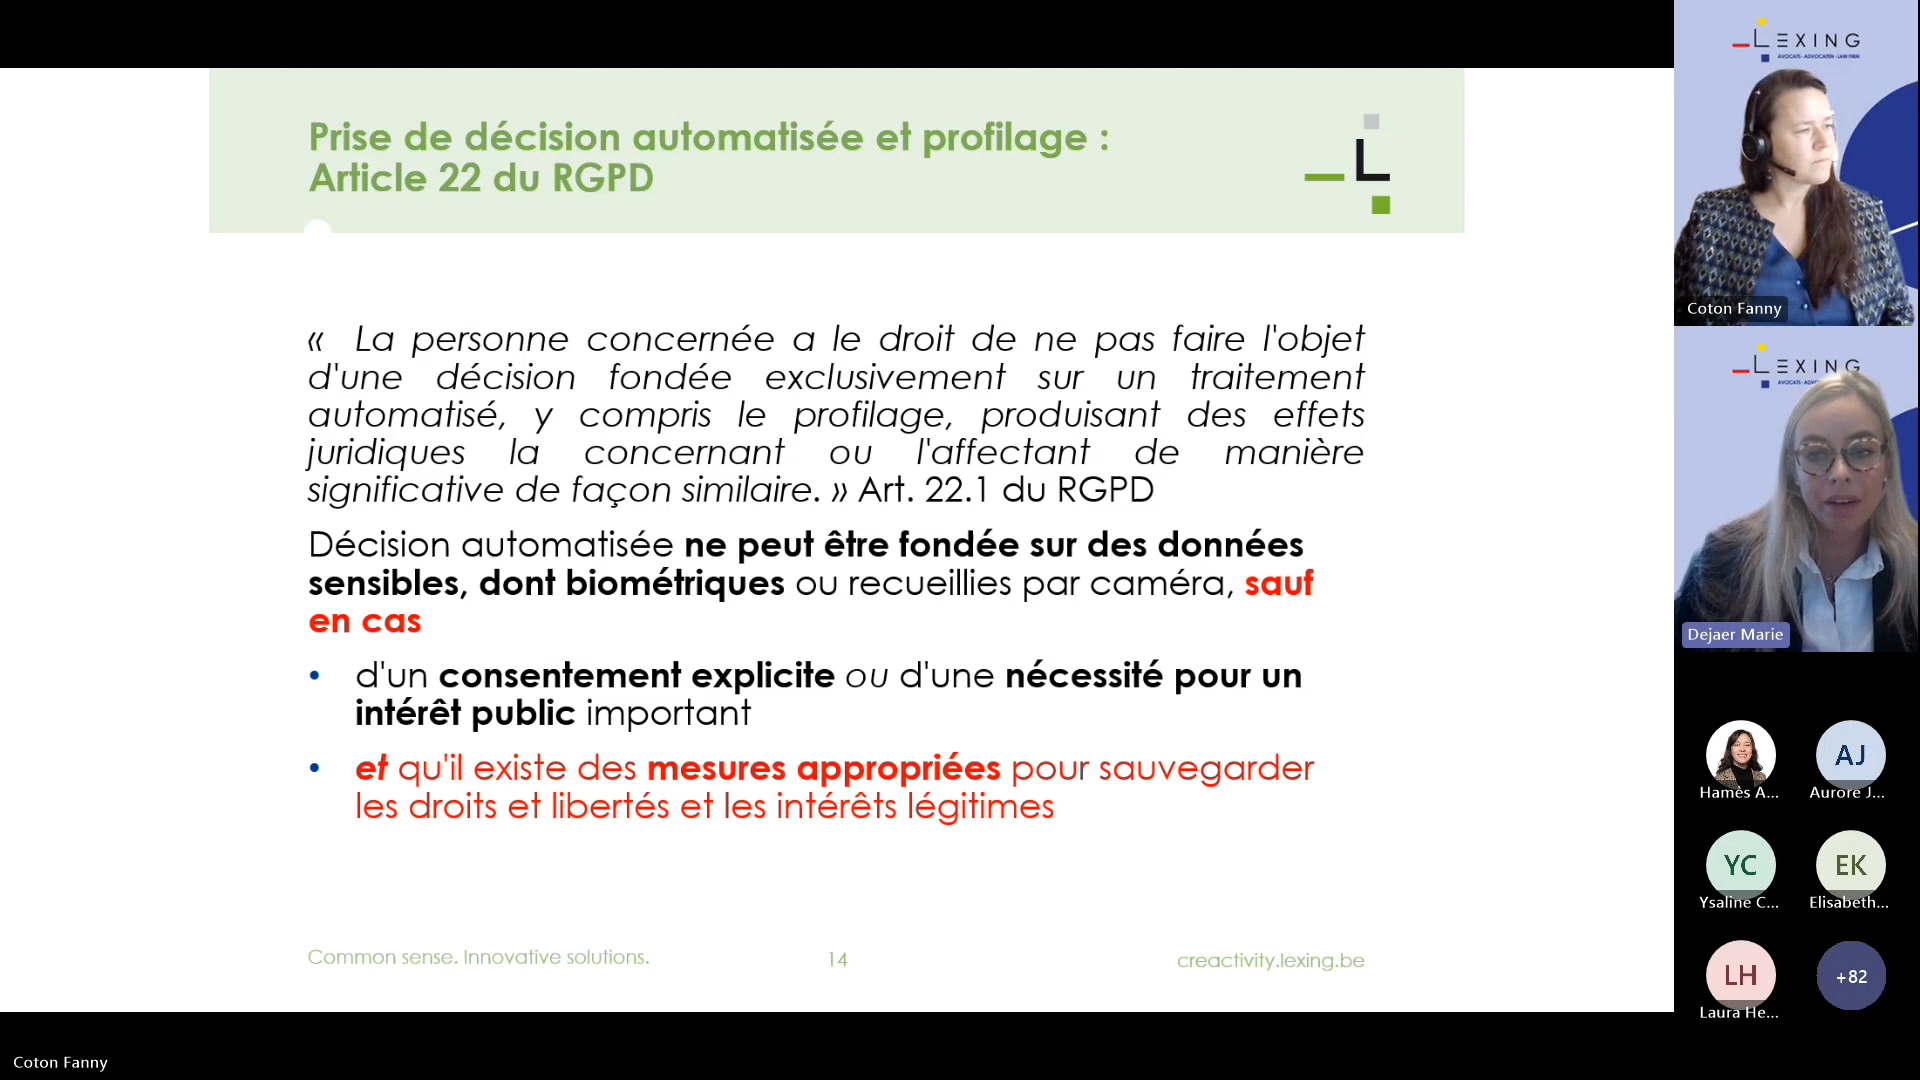 Prise de décision automatisée et profilage :
Article 22 du RGPD
L
« La personne concernée a le droit de ne pas faire l'objet
d'une décision fondée exclusivement sur un traitement
automatisé, y compris le profilage, produisant des effets
juridiques la concernant ou l'affectant de manière
significative de façon similaire. » Art. 22.1 du RGPD
Décision automatisée ne peut être fondée sur des données
sensibles, dont biométriques ou recueillies par caméra, sauf
en cas
• d'un consentement explicite ou d'une nécessité pour un
intérêt public important
• et qu'il existe des mesures appropriées pour sauvegarder
les droits et libertés et les intérêts légitimes
Common sense. Innovative solutions.
14
creactivity.lexing.be
Coton Fanny
LEXING
AVOCATS - ADVOCATEN - LAW FIRM
Coton Fanny
LEXING
Dejaer Marie
Hamès A...
AJ
Aurore J...
YC
Ysaline C...
EK
Elisabeth...
LH
Laura He...
+82